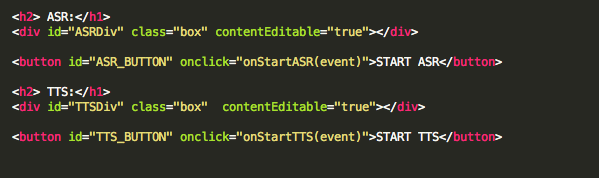 <h2> ASR:</h1>
<div id="ASRDiv" class="box" contentEditable="true"></div>
<button id="ASR_BUTTON" onclick="onStartASR(event)">START ASR</button>
<h2> TTS:</h1>
<div id="TTSDiv" class="box"  contentEditable="true"></div>
<button id="TTS_BUTTON" onclick="onStartTTS(event)">START TTS</button>